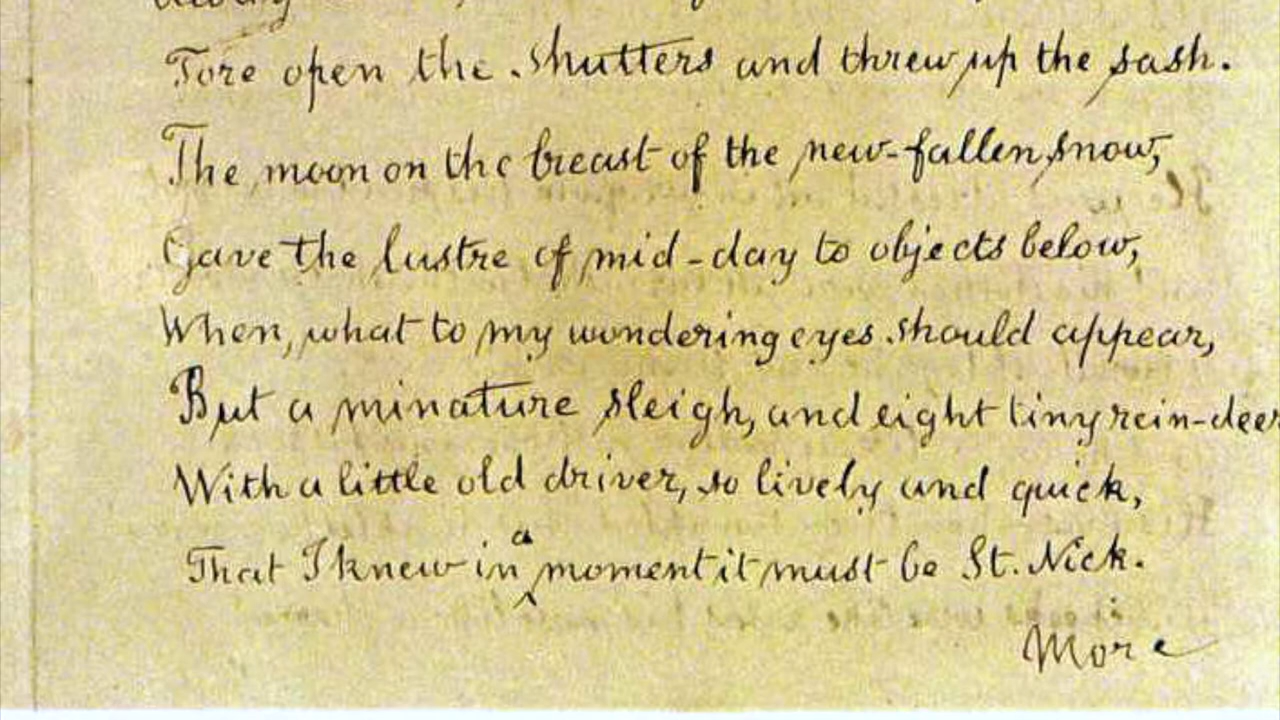 Tore open the shutters and threw up the sash.
The moon on the breast of the new-fallen snow,
Gave the lustre of mid-day to objects below,
When, what to my wondering eyes should appear,
But a minature sleigh, and eight tiny rein-deer
With a little old driver, so lively and quick,
That I knew in a moment it must be St. Nick.
More